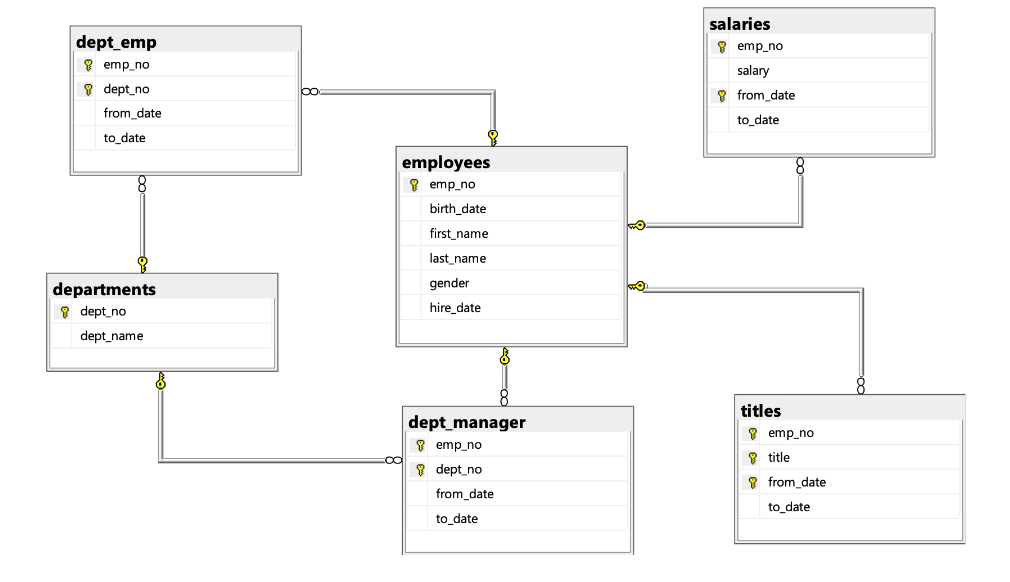 dept_emp
emp_no
dept_no
from_date
to_date
salaries
emp_no
salary
from_date
to_date
employees
emp_no
birth_date
first_name
last_name
gender
hire_date
departments
dept_no
dept_name
dept_manager
emp_no
dept_no
from_date
to_date
titles
emp_no
title
from_date
to_date